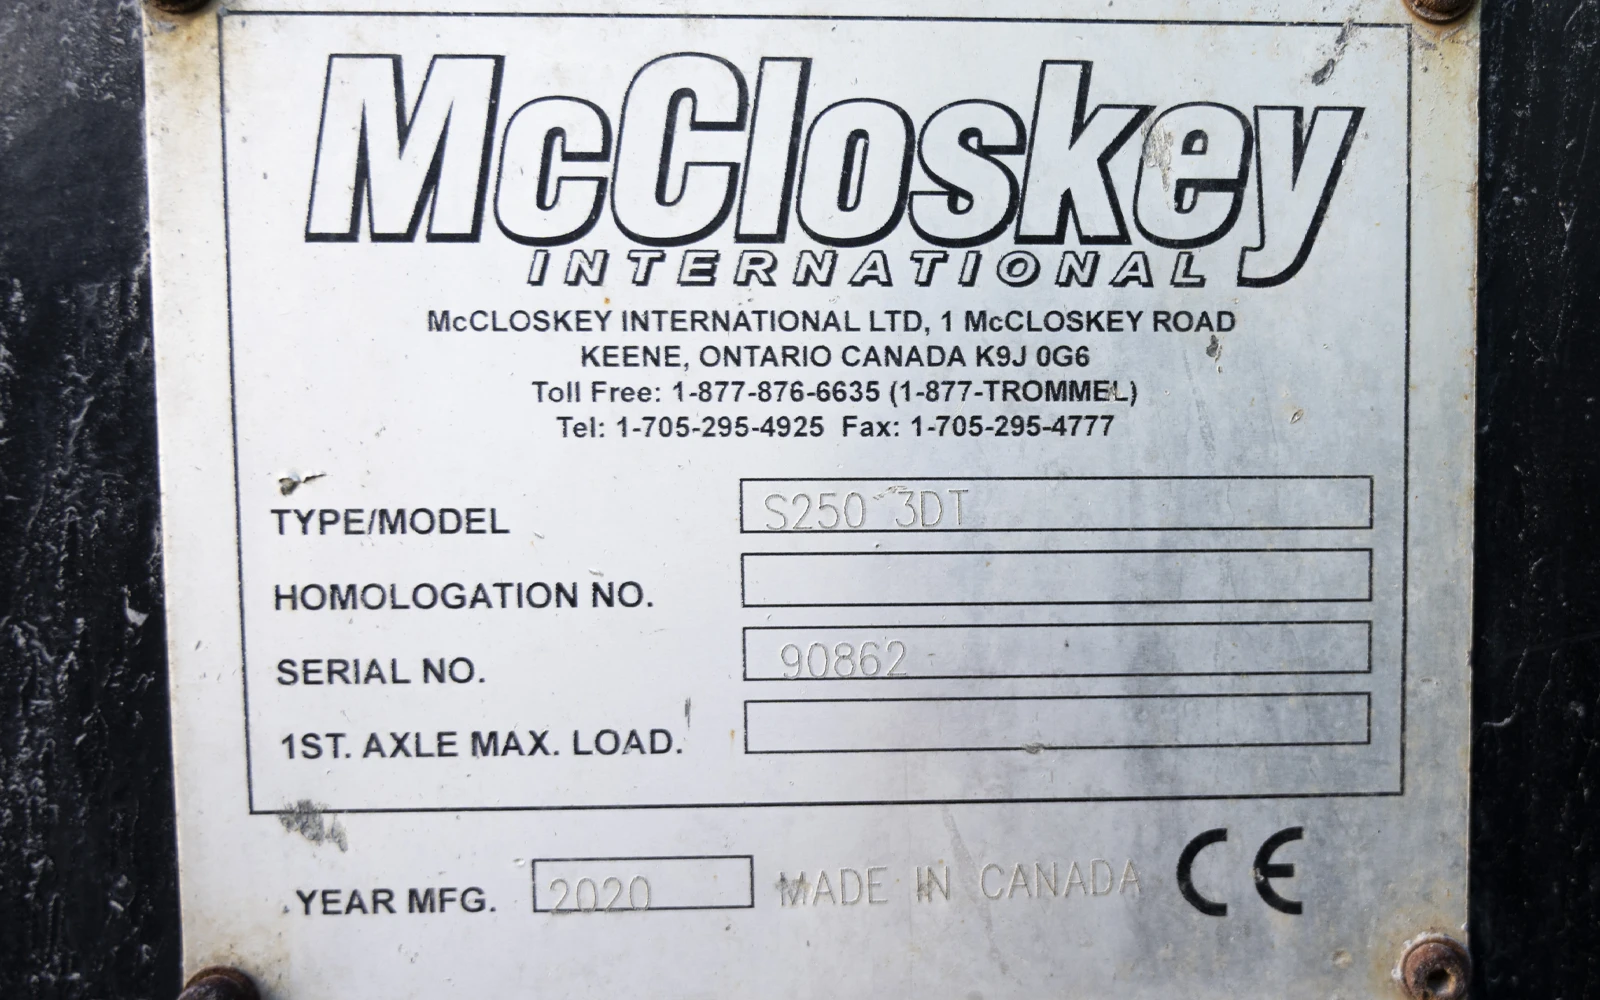 McCloskey
INTERNATIONAL
McCLOSKEY INTERNATIONAL LTD, 1 McCLOSKEY ROAD
KEENE, ONTARIO CANADA K9J 0G6
Toll Free: 1-877-876-6635 (1-877-TROMMEL)
Tel: 1-705-295-4925 Fax: 1-705-295-4777
TYPE/MODEL S250 3DT
HOMOLOGATION NO.
SERIAL NO. 90862
1ST. AXLE MAX. LOAD.
YEAR MFG. 2020 MADE IN CANADA CE